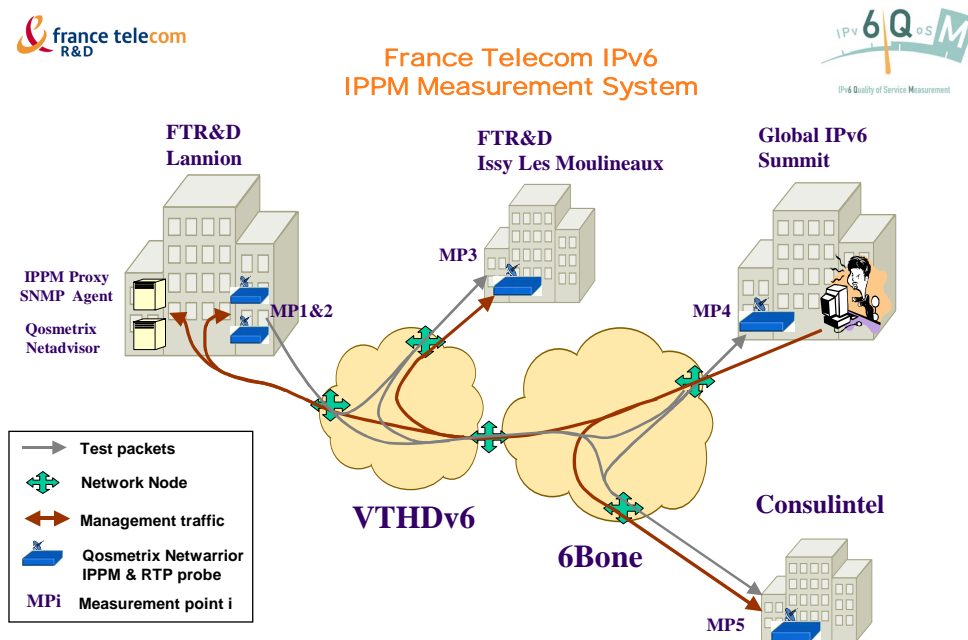 france telecom
R&D
IPv 6 QoS M
IPv6 Quality of Service Measurement
France Telecom IPv6
IPPM Measurement System
FTR&D
Lannion
FTR&D
Issy Les Moulineaux
Global IPv6
Summit
IPPM Proxy
SNMP Agent
Qosmetrix
Netadvisor
MP1&2
MP3
MP4
Test packets
Network Node
Management traffic
Qosmetrix Netwarrior
IPPM & RTP probe
MPi Measurement point i
VTHDv6
6Bone
Consulintel
MP5